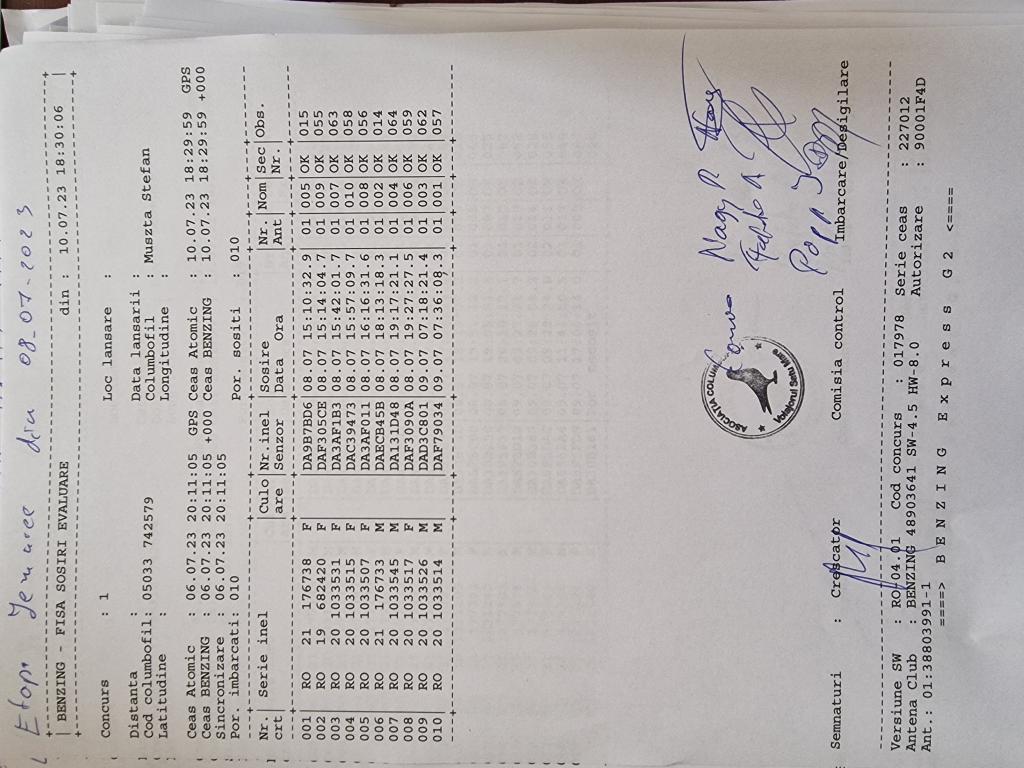 Etapa Jemnree din 08-07-2023
+---------------------------------------------------------------------------+
| BENZING - FISA SOSIRI EVALUARE din : 10.07.23 18:30:06 |
+---------------------------------------------------------------------------+
Concurs : 1 Loc lansare :
Distanta : Data lansarii :
Cod columbofil: 05033 742579 Columbofil : Muszta Stefan
Latitudine : Longitudine :
Ceas Atomic : 06.07.23 20:11:05 GPS Ceas Atomic : 10.07.23 18:29:59 GPS
Ceas BENZING : 06.07.23 20:11:05 +000 Ceas BENZING : 10.07.23 18:29:59 +000
Sincronizare : 06.07.23 20:11:05
Por. imbarcati: 010 Por. sositi : 010
Nr. | Serie inel |Culo|Nr.inel |Sosire |Nr.|Nom |Sec|Obs.
crt |are |Senzor |Data Ora |Ant| |Nr.|
001 RO 21 176738 F DA9B7BD6 08.07 15:10:32.9 01 005 OK 015
002 RO 19 682420 F DAF305CE 08.07 15:14:04.7 01 009 OK 055
003 RO 20 1033531 F DA3AF1B3 08.07 15:42:01.7 01 007 OK 063
004 RO 20 1033515 F DAC39473 08.07 15:57:09.7 01 010 OK 058
005 RO 20 1033507 F DA3AF011 08.07 16:16:31.6 01 008 OK 056
006 RO 21 176733 M DAECB45B 08.07 18:13:18.3 01 002 OK 014
007 RO 20 1033545 M DA131D48 08.07 19:17:21.1 01 004 OK 064
008 RO 20 1033517 F DAF3090A 08.07 19:27:27.5 01 006 OK 059
009 RO 20 1033526 M DAD3C801 09.07 07:18:21.4 01 003 OK 062
010 RO 20 1033514 M DAF79034 09.07 07:36:08.3 01 001 OK 057
ASOCIATIA
Voiajorul Satu Mare
Nagy P.
Popp
Semnaturi : Crescator Comisia control Imbarcare/Desigilare
Versiune SW : RO+04.01 Cod concurs : 017978 Serie ceas : 227012
Antena Club : BENZING 48903641 SW-4.5 HW-8.0 Autorizare : 90001F4D
Ant.: 01:38803991-1
====> B E N Z I N G E x p r e s s G 2 <====